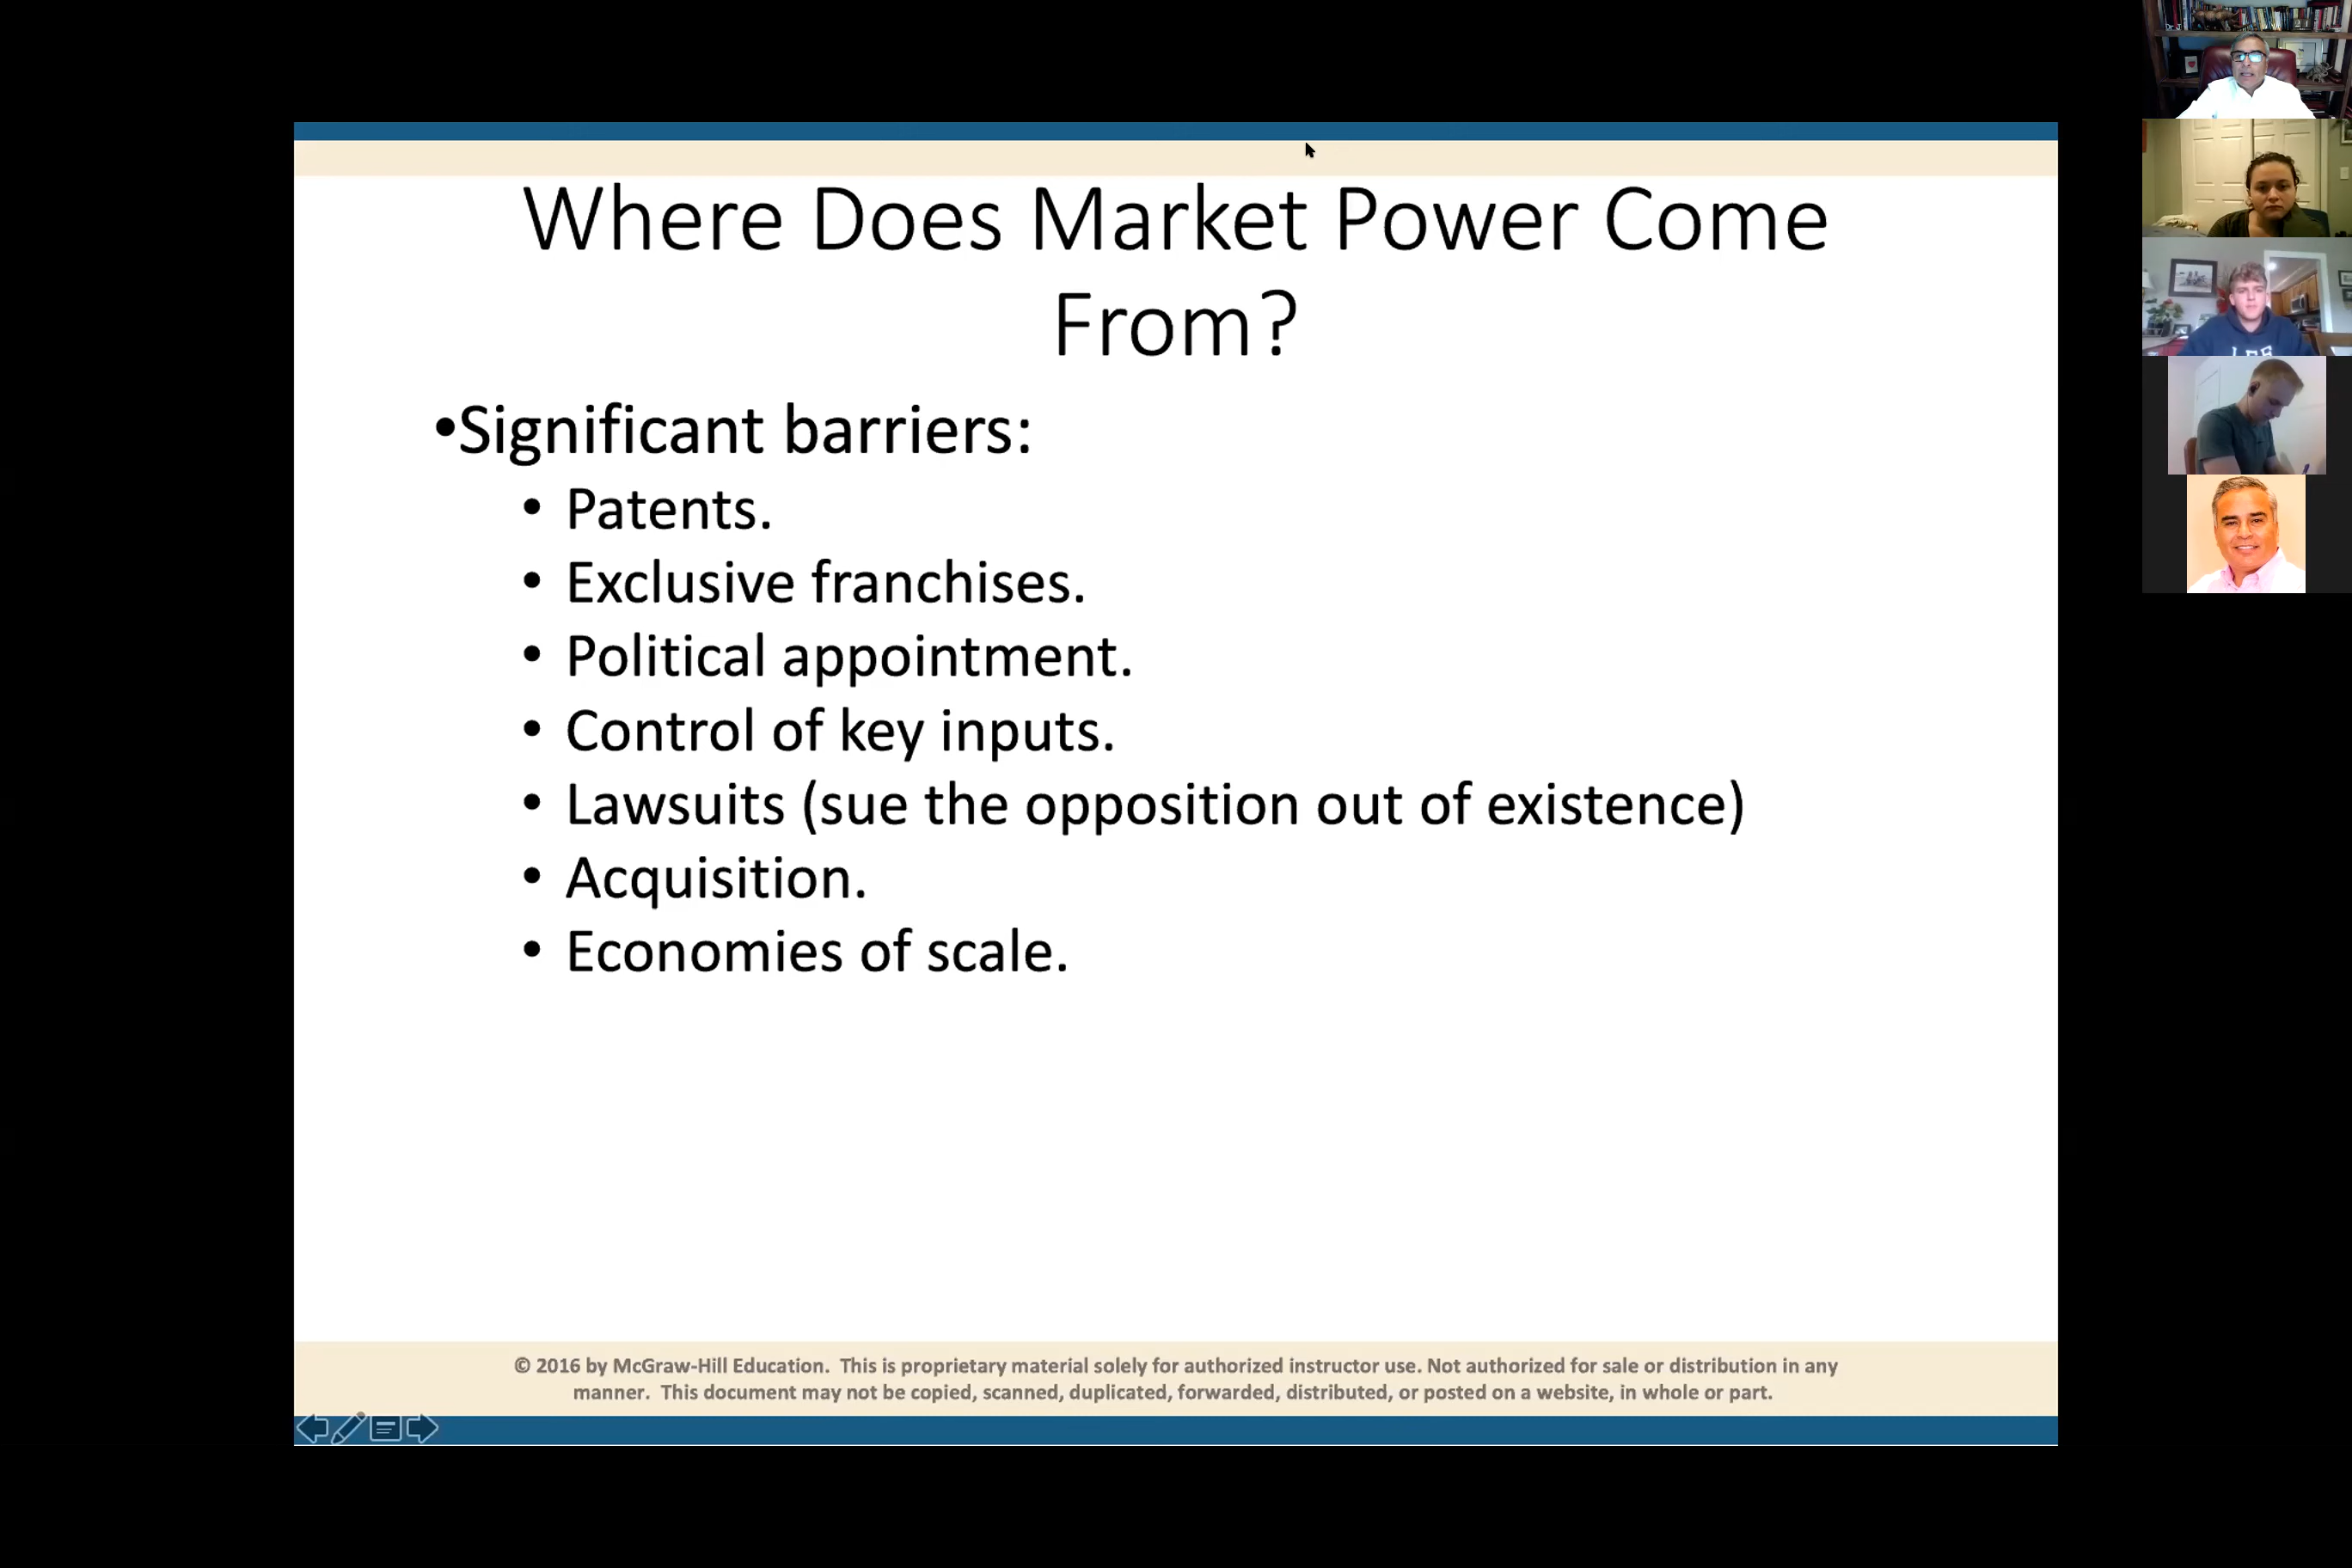 Where Does Market Power Come
From?
•Significant barriers:
• Patents.
• Exclusive franchises.
• Political appointment.
• Control of key inputs.
• Lawsuits (sue the opposition out of existence)
• Acquisition.
• Economies of scale.
© 2016 by McGraw-Hill Education.  This is proprietary material solely for authorized instructor use. Not authorized for sale or distribution in any
manner.  This document may not be copied, scanned, duplicated, forwarded, distributed, or posted on a website, in whole or part.